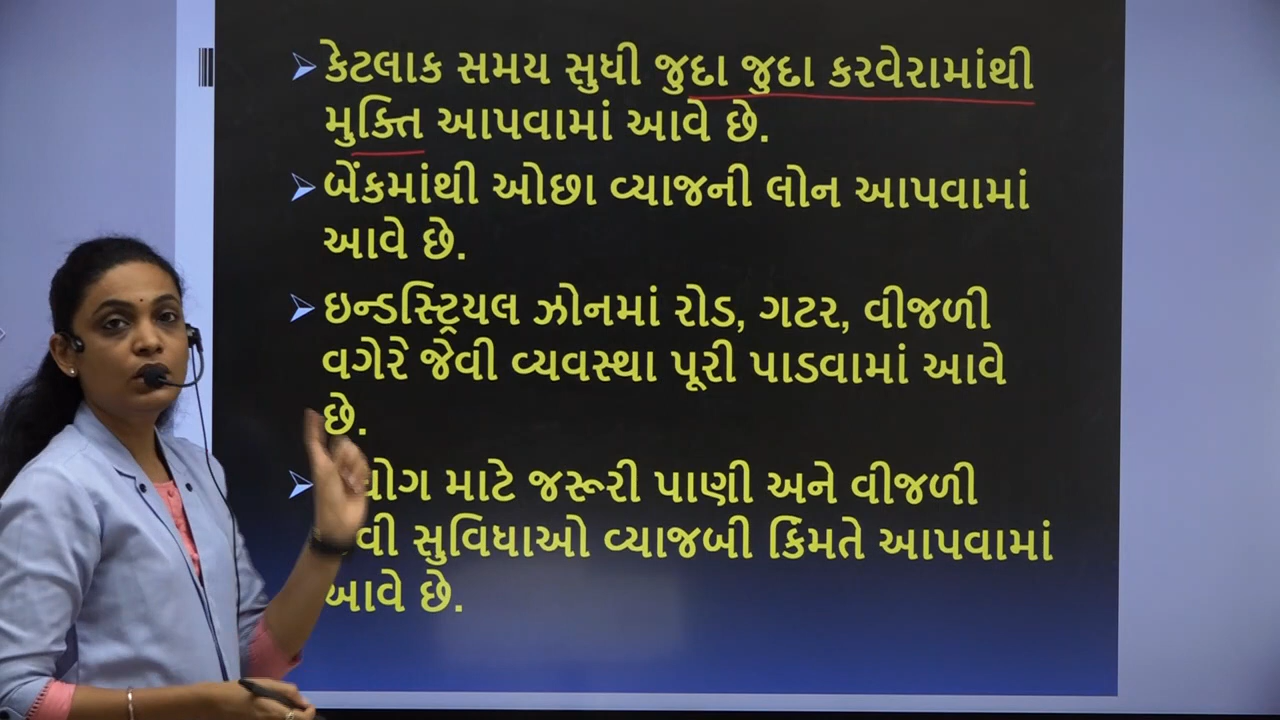 કેટલાક સમય સુધી જુદા જુદા કરવેરામાંથી
મુક્તિ આપવામાં આવે છે.
બેંકમાંથી ઓછા વ્યાજની લોન આપવામાં
આવે છે.
ઇન્ડસ્ટ્રિયલ ઝોનમાં રોડ, ગટર, વીજળી
વગેરે જેવી વ્યવસ્થા પૂરી પાડવામાં આવે
છે.
માટે જરૂરી પાણી અને વીજળી
સુવિધાઓ વ્યાજબી કિંમતે આપવામાં
આવે છે.